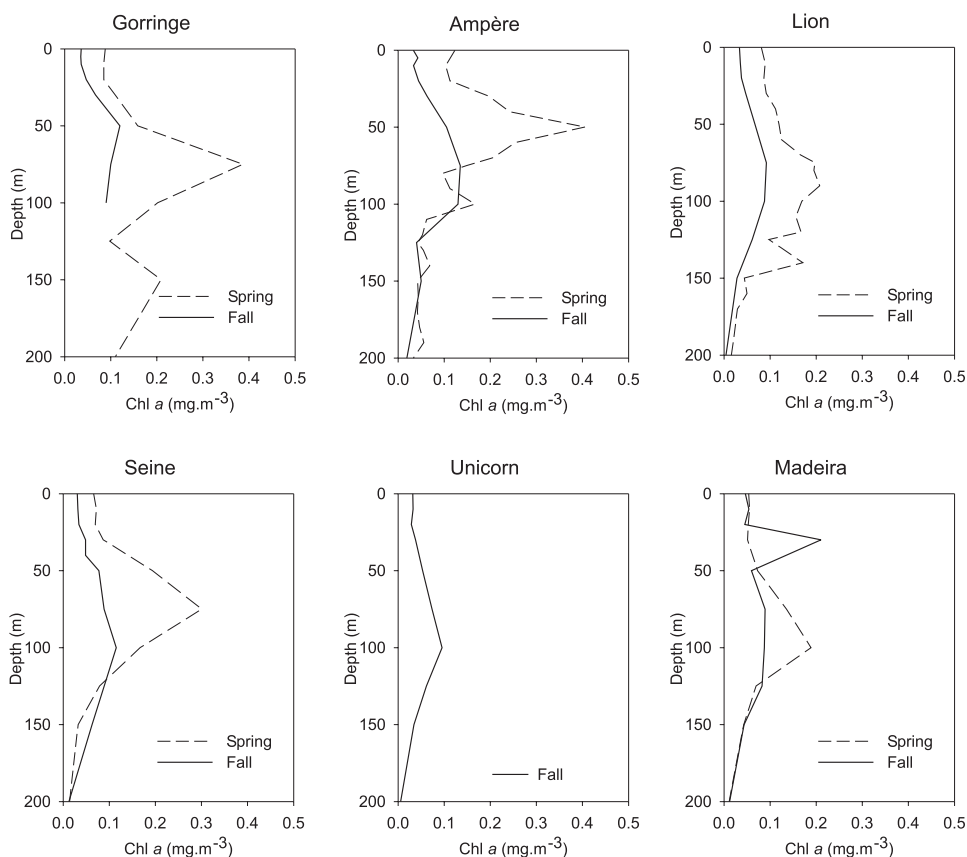 Gorringe
Ampère
Lion
0
50
100
150
200
Depth (m)
0.0 0.1 0.2 0.3 0.4 0.5
Chl a (mg.m-3)
Spring
Fall
0
50
100
150
200
Depth (m)
0.0 0.1 0.2 0.3 0.4 0.5
Chl a (mg.m-3)
Spring
Fall
0
50
100
150
200
Depth (m)
0.0 0.1 0.2 0.3 0.4 0.5
Chl a (mg.m-3)
Spring
Fall
Seine
Unicorn
Madeira
0
50
100
150
200
Depth (m)
0.0 0.1 0.2 0.3 0.4 0.5
Chl a (mg.m-3)
Spring
Fall
0
50
100
150
200
Depth (m)
0.0 0.1 0.2 0.3 0.4 0.5
Chl a (mg.m-3)
Fall
0
50
100
150
200
Depth (m)
0.0 0.1 0.2 0.3 0.4 0.5
Chl a (mg.m-3)
Spring
Fall